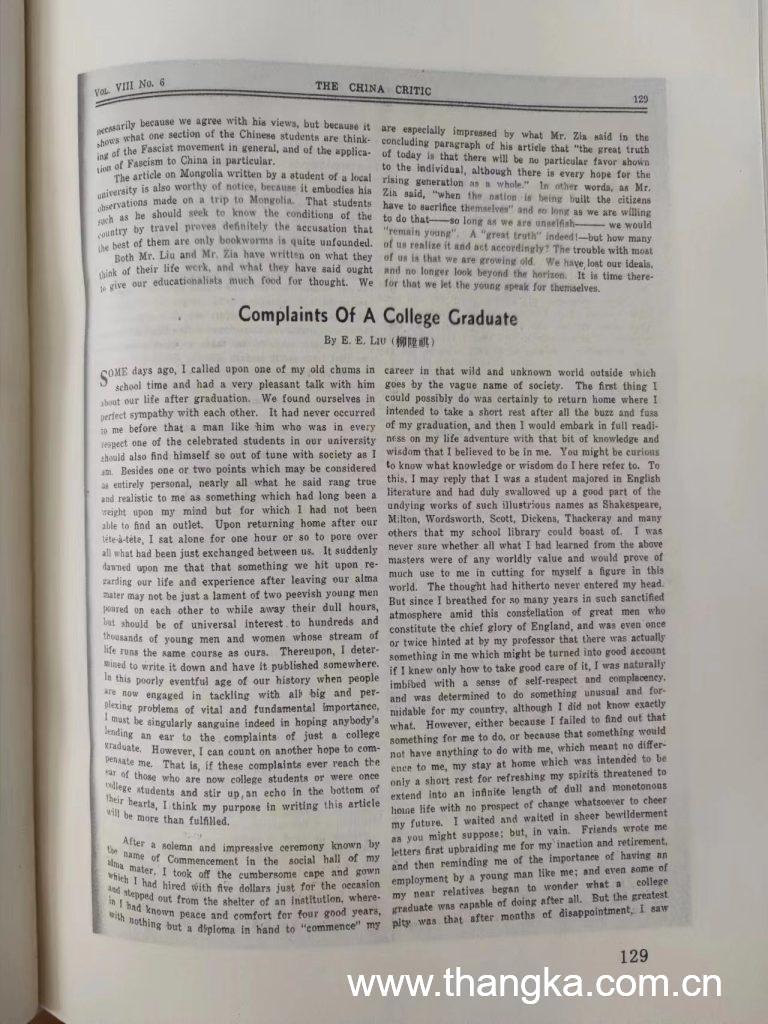 VOL. VIII No. 6
THE CHINA CRITIC
129
necessarily because we agree with his views, but because it
shows what one section of the Chinese students are think-
ing of the Fascist movement in general, and of the applica-
tion of Fascism to China in particular.
The article on Mongolia written by a student of a local
university is also worthy of notice, because it embodies his
observations made on a trip to Mongolia. That students
such as he should seek to know the conditions of the
country by travel proves definitely the accusation that
the best of them are only bookworms is quite unfounded.
Both Mr. Liu and Mr. Zia have written on what they
think of their life work, and what they have said ought
to give our educationalists much food for thought. We
are especially impressed by what Mr. Zia said in the
concluding paragraph of his article that "the great truth
of today is that there will be no particular favor shown
to the individual, although there is every hope for the
rising generation as a whole." In other words, as Mr.
Zia said, "when the nation is being built the citizens
have to sacrifice themselves" and so long as we are willing
to do that——so long as we are unselfish——— we would
"remain young". A "great truth" indeed!—but how many
of us realize it and act accordingly? The trouble with most
of us is that we are growing old. We have lost our ideals,
and no longer look beyond the horizon. It is time there-
for that we let the young speak for themselves.
Complaints Of A College Graduate
By E. E. LIU (柳陞祺)
SOME days ago, I called upon one of my old chums in
school time and had a very pleasant talk with him
about our life after graduation. We found ourselves in
perfect sympathy with each other. It had never occurred
to me before that a man like him who was in every
respect one of the celebrated students in our university
should also find himself so out of tune with society as I
am. Besides one or two points which may be considered
as entirely personal, nearly all what he said rang true
and realistic to me as something which had long been a
weight upon my mind but for which I had not been
able to find an outlet. Upon returning home after our
tête-à-tête, I sat alone for one hour or so to pore over
all what had been just exchanged between us. It suddenly
dawned upon me that that something we hit upon re-
garding our life and experience after leaving our alma
mater may not be just a lament of two peevish young men
poured on each other to while away their dull hours,
but should be of universal interest to hundreds and
thousands of young men and women whose stream of
life runs the same course as ours. Thereupon, I deter-
mined to write it down and have it published somewhere.
In this poorly eventful age of our history when people
are now engaged in tackling with all big and per-
plexing problems of vital and fundamental importance,
I must be singularly sanguine indeed in hoping anybody's
lending an ear to the complaints of just a college
graduate. However, I can count on another hope to com-
pensate me. That is, if these complaints ever reach the
ear of those who are now college students or were once
college students and stir up an echo in the bottom of
their hearts, I think my purpose in writing this article
will be more than fulfilled.
After a solemn and impressive ceremony known by
the name of Commencement in the social hall of my
alma mater, I took off the cumbersome cape and gown
which I had hired with five dollars just for the occasion
and stepped out from the shelter of an institution, where-
in I had known peace and comfort for four good years,
with nothing but a diploma in hand to "commence" my
career in that wild and unknown world outside which
goes by the vague name of society. The first thing I
could possibly do was certainly to return home where I
intended to take a short rest after all the buzz and fuss
of my graduation, and then I would embark in full readi-
ness on my life adventure with that bit of knowledge and
wisdom that I believed to be in me. You might be curious
to know what knowledge or wisdom do I here refer to. To
this, I may reply that I was a student majored in English
literature and had duly swallowed up a good part of the
undying works of such illustrious names as Shakespeare,
Milton, Wordsworth, Scott, Dickens, Thackeray and many
others that my school library could boast of. I was
never sure whether all what I had learned from the above
masters were of any worldly value and would prove of
much use to me in cutting for myself a figure in this
world. The thought had hitherto never entered my head.
But since I breathed for so many years in such sanctified
atmosphere amid this constellation of great men who
constitute the chief glory of England, and was even once
or twice hinted at by my professor that there was actually
something in me which might be turned into good account
if I knew only how to take good care of it, I was naturally
imbibed with a sense of self-respect and complacency,
and was determined to do something unusual and for-
midable for my country, although I did not know exactly
what. However, either because I failed to find out that
something for me to do, or because that something would
not have anything to do with me, which meant no differ-
ence to me, my stay at home which was intended to be
only a short rest for refreshing my spirits threatened to
extend into an infinite length of dull and monotonous
home life with no prospect of change whatsoever to cheer
my future. I waited and waited in sheer bewilderment
as you might suppose; but, in vain. Friends wrote me
letters first upbraiding me for my inaction and retirement,
and then reminding me of the importance of having an
employment by a young man like me; and even some of
my near relatives began to wonder what a college
graduate was capable of doing after all. But the greatest
pity was that after months of disappointment, I saw
129
www.thangka.com.cn